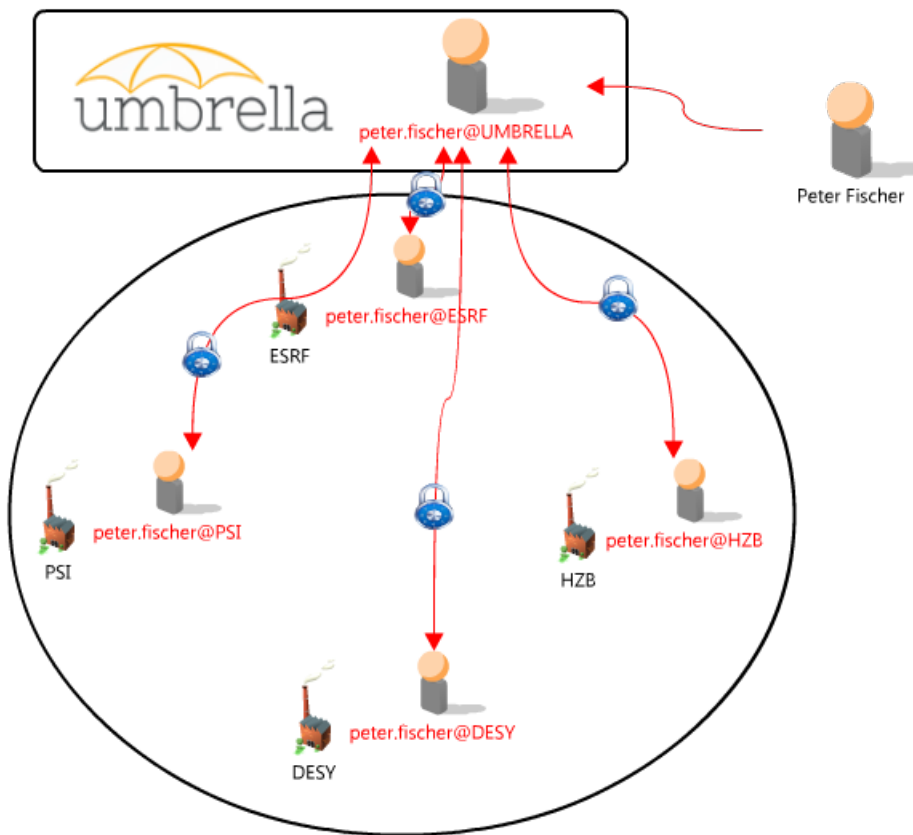 umbrella
peter.fischer@UMBRELLA
Peter Fischer
peter.fischer@ESRF
ESRF
peter.fischer@PSI
PSI
peter.fischer@HZB
HZB
peter.fischer@DESY
DESY